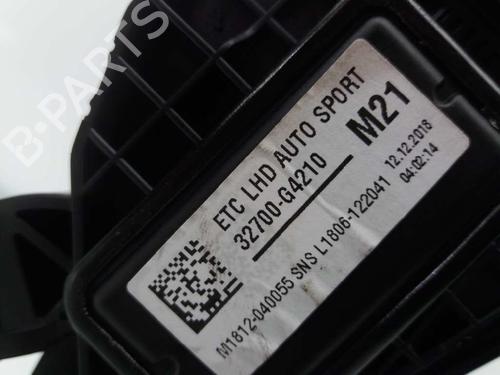 B-PARTS
ETC LHD AUTO SPORT
32700-G4210
M21
M1812-040055 SNS L1806-122041 12.12.2018
04:02:14